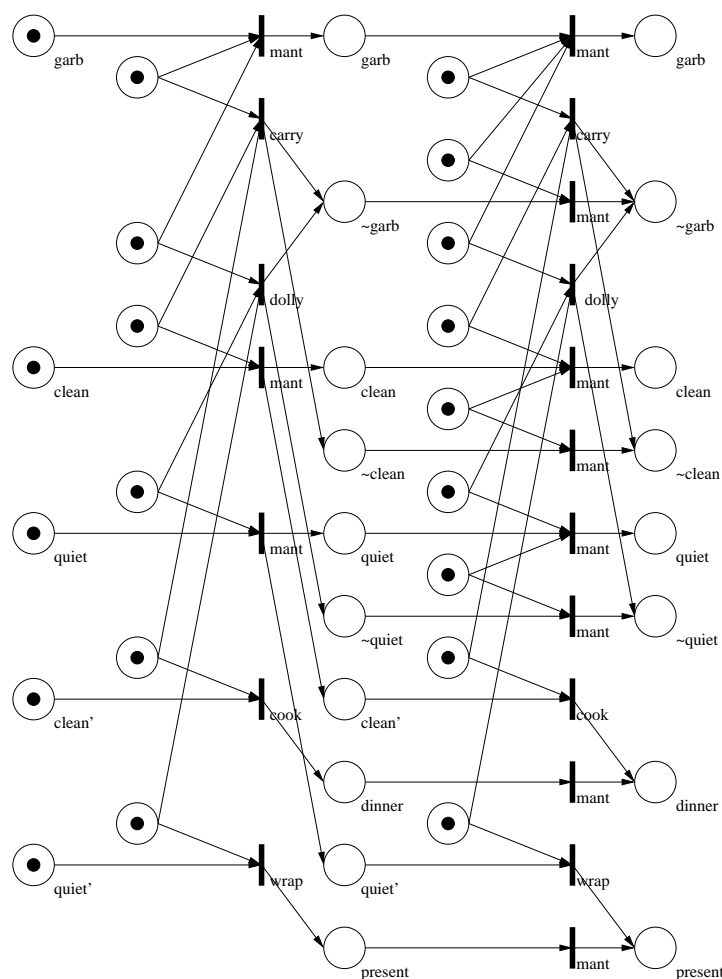 garb
mant
garb
mant
garb
carry
carry
~garb
mant
~garb
dolly
dolly
clean
mant
clean
mant
clean
~clean
mant
~clean
quiet
mant
quiet
mant
quiet
~quiet
mant
~quiet
clean'
cook
clean'
cook
dinner
mant
dinner
quiet'
wrap
quiet'
wrap
present
mant
present